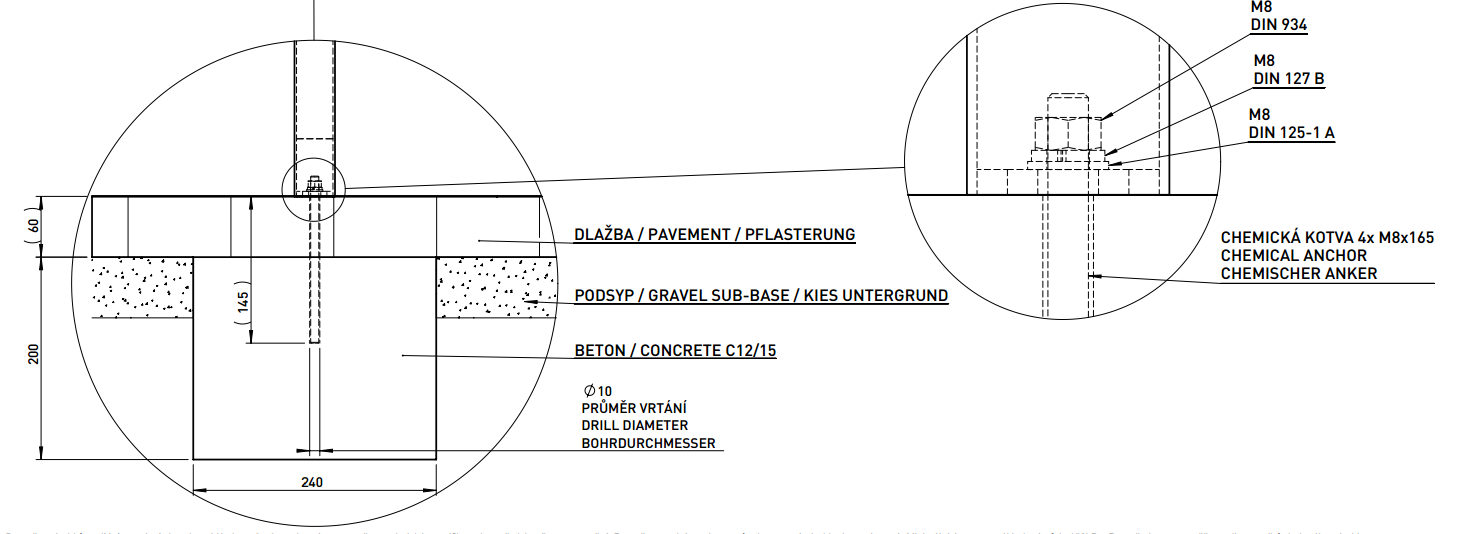 M8
DIN 934
M8
DIN 127 B
M8
DIN 125-1 A
(60)
DLAŽBA / PAVEMENT / PFLASTERUNG
CHEMICKÁ KOTVA 4x M8x165
CHEMICAL ANCHOR
CHEMISCHER ANKER
(145)
PODSYP / GRAVEL SUB-BASE / KIES UNTERGRUND
200
BETON / CONCRETE C12/15
Ø10
PRŮMĚR VRTÁNÍ
DRILL DIAMETER
BOHRDURCHMESSER
240